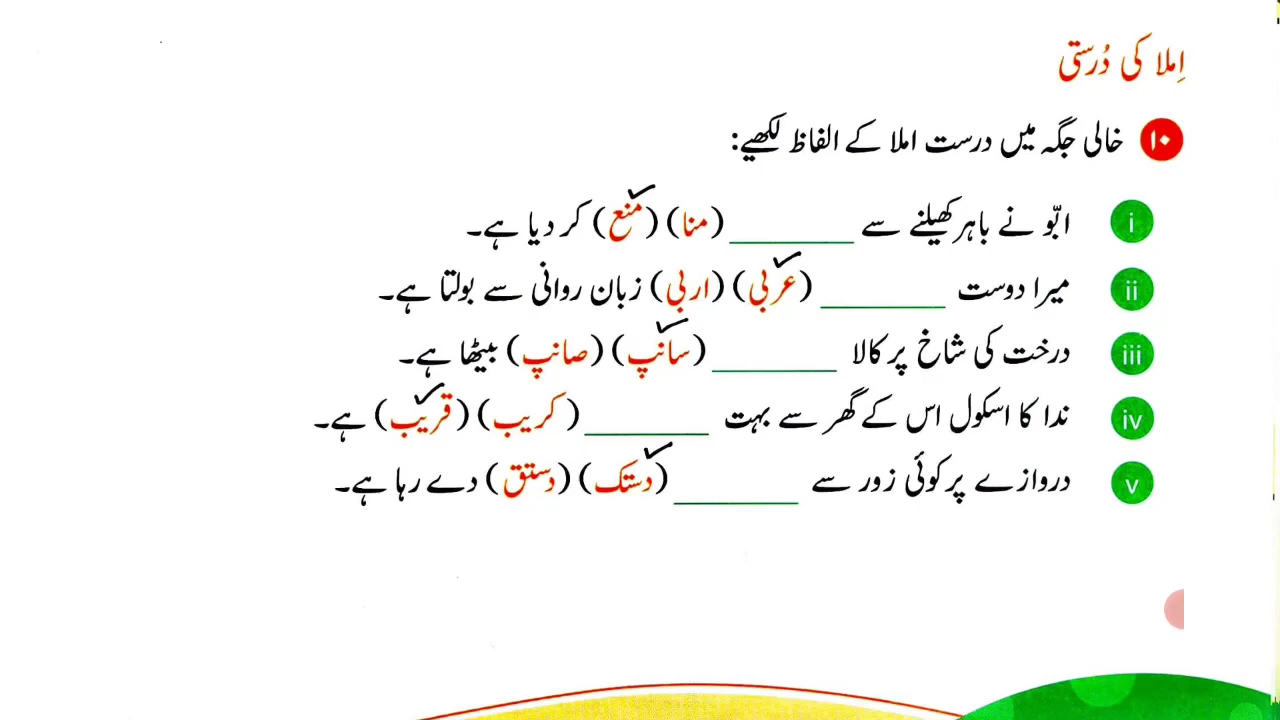 اِملا کی دُرستی
۱۰ خالی جگہ میں درست املا کے الفاظ لکھیے:
i ابّو نے باہر کھیلنے سے ________ (منا) (منع) کر دیا ہے۔
ii میرا دوست ________ (عربی) (اربی) زبان روانی سے بولتا ہے۔
iii درخت کی شاخ پر کالا ________ (سانپ) (صانپ) بیٹھا ہے۔
iv ندا کا اسکول اس کے گھر سے بہت ________ (کریب) (قریب) ہے۔
v دروازے پر کوئی زور سے ________ (دستک) (دستق) دے رہا ہے۔